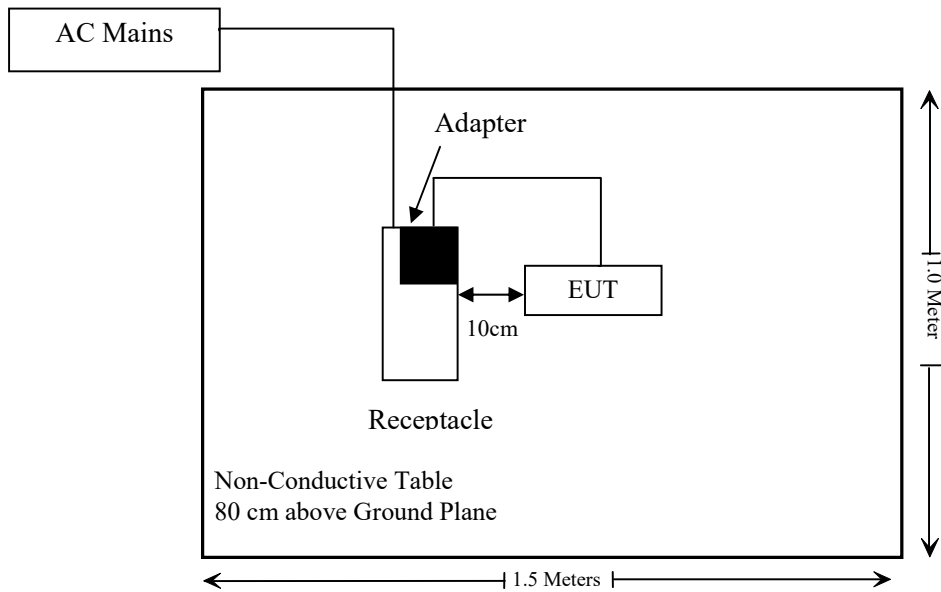 AC Mains
Adapter
EUT
10cm
Receptacle
Non-Conductive Table
80 cm above Ground Plane
1.0 Meter
1.5 Meters